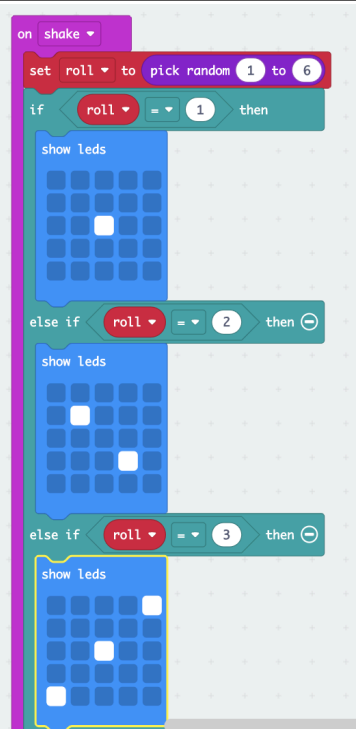 on shake
set roll to pick random 1 to 6
if roll = 1 then
show leds
else if roll = 2 then
show leds
else if roll = 3 then
show leds